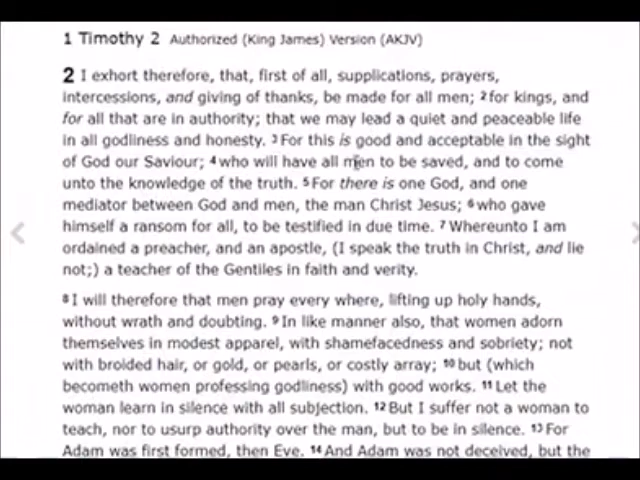 1 Timothy 2 Authorized (King James) Version (AKJV)
2 I exhort therefore, that, first of all, supplications, prayers,
intercessions, and giving of thanks, be made for all men; 2 for kings, and
for all that are in authority; that we may lead a quiet and peaceable life
in all godliness and honesty. 3 For this is good and acceptable in the sight
of God our Saviour; 4 who will have all men to be saved, and to come
unto the knowledge of the truth. 5 For there is one God, and one
mediator between God and men, the man Christ Jesus; 6 who gave
himself a ransom for all, to be testified in due time. 7 Whereunto I am
ordained a preacher, and an apostle, (I speak the truth in Christ, and lie
not;) a teacher of the Gentiles in faith and verity.
8 I will therefore that men pray every where, lifting up holy hands,
without wrath and doubting. 9 In like manner also, that women adorn
themselves in modest apparel, with shamefacedness and sobriety; not
with broided hair, or gold, or pearls, or costly array; 10 but (which
becometh women professing godliness) with good works. 11 Let the
woman learn in silence with all subjection. 12 But I suffer not a woman to
teach, nor to usurp authority over the man, but to be in silence. 13 For
Adam was first formed, then Eve. 14 And Adam was not deceived, but the